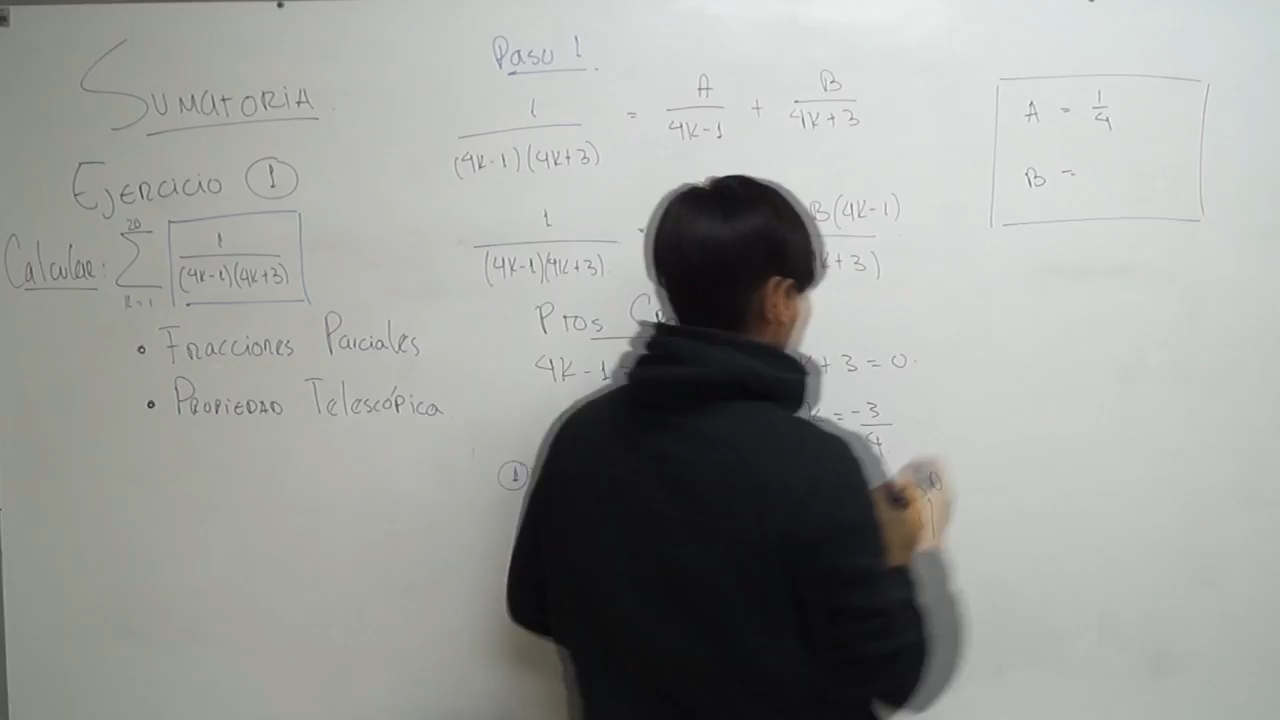 SUMATORIA
EJERCICIO 1
Calcular: 20 ∑ k=1 1/(4k-1)(4k+3)
• FRACCIONES PARCIALES
• PROPIEDAD TELESCÓPICA
Paso 1
1/(4k-1)(4k+3) = A/4k-1 + B/4k+3
1/(4k-1)(4k+3) B(4k-1)
k+3)
Ptos
4k-1 k+3=0
k = -3/4
1
A = 1/4
B =